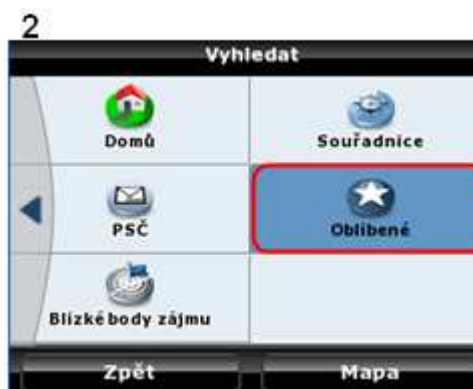 2
Vyhledat
Domů
Souřadnice
PSČ
Oblíbené
Blízké body zájmu
Zpět
Mapa